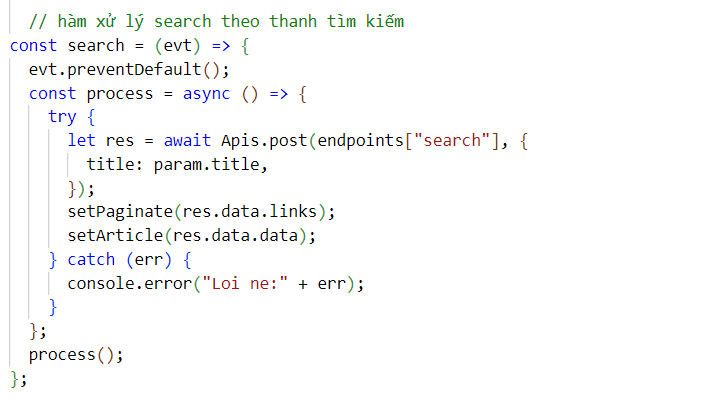 // hàm xử lý search theo thanh tìm kiếm
const search = (evt) => {
evt.preventDefault();
const process = async () => {
try {
let res = await Apis.post(endpoints["search"], {
title: param.title,
});
setPaginate(res.data.links);
setArticle(res.data.data);
} catch (err) {
console.error("Loi ne:" + err);
}
};
process();
};